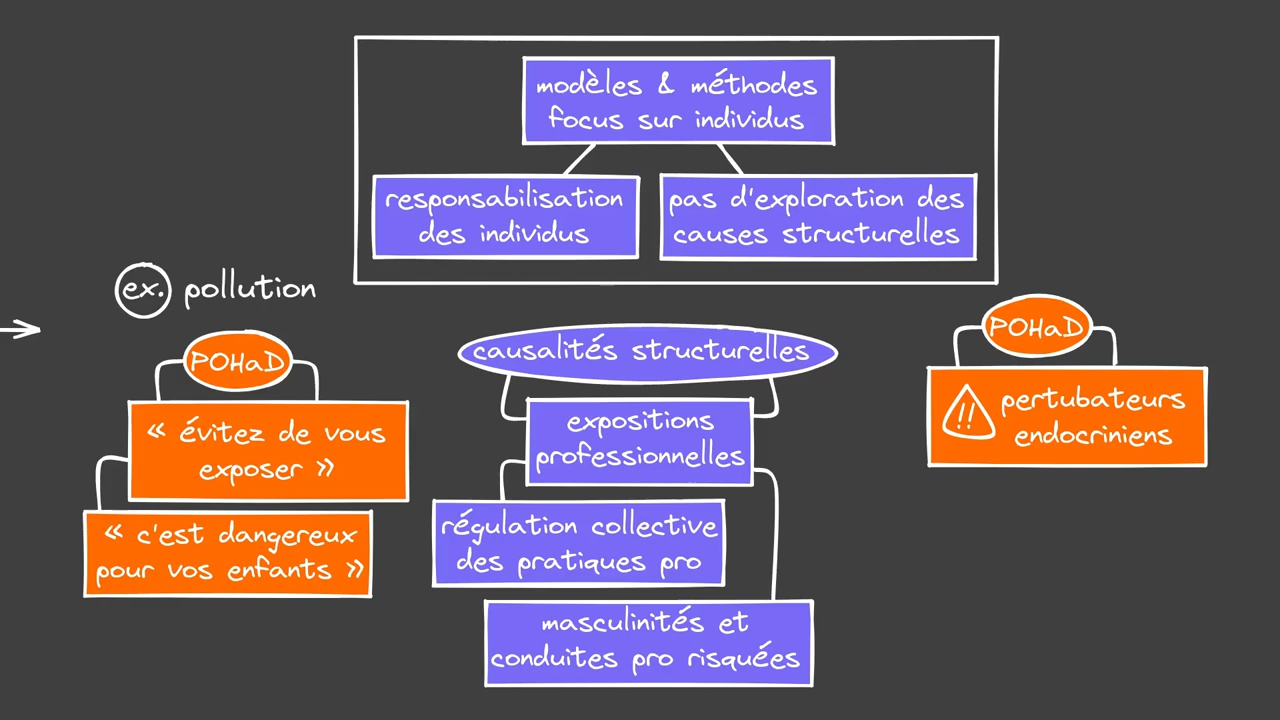 modèles & méthodes
focus sur individus
responsabilisation
des individus
pas d'exploration des
causes structurelles
ex. pollution
POHaD
« évitez de vous
exposer »
« c'est dangereux
pour vos enfants »
causalités structurelles
expositions
professionnelles
régulation collective
des pratiques pro
masculinités et
conduites pro risquées
POHaD
!! pertubateurs
endocriniens